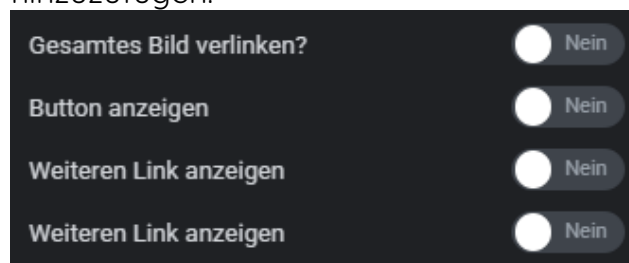 Gesamtes Bild verlinken? Nein
Button anzeigen Nein
Weiteren Link anzeigen Nein
Weiteren Link anzeigen Nein